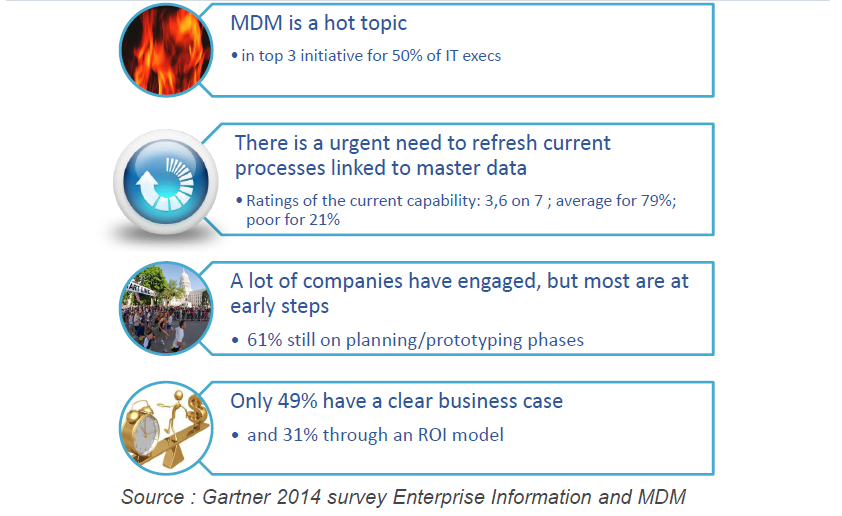 MDM is a hot topic
• in top 3 initiative for 50% of IT execs
There is a urgent need to refresh current
processes linked to master data
• Ratings of the current capability: 3,6 on 7 ; average for 79%;
poor for 21%
A lot of companies have engaged, but most are at
early steps
• 61% still on planning/prototyping phases
Only 49% have a clear business case
• and 31% through an ROI model
Source : Gartner 2014 survey Enterprise Information and MDM